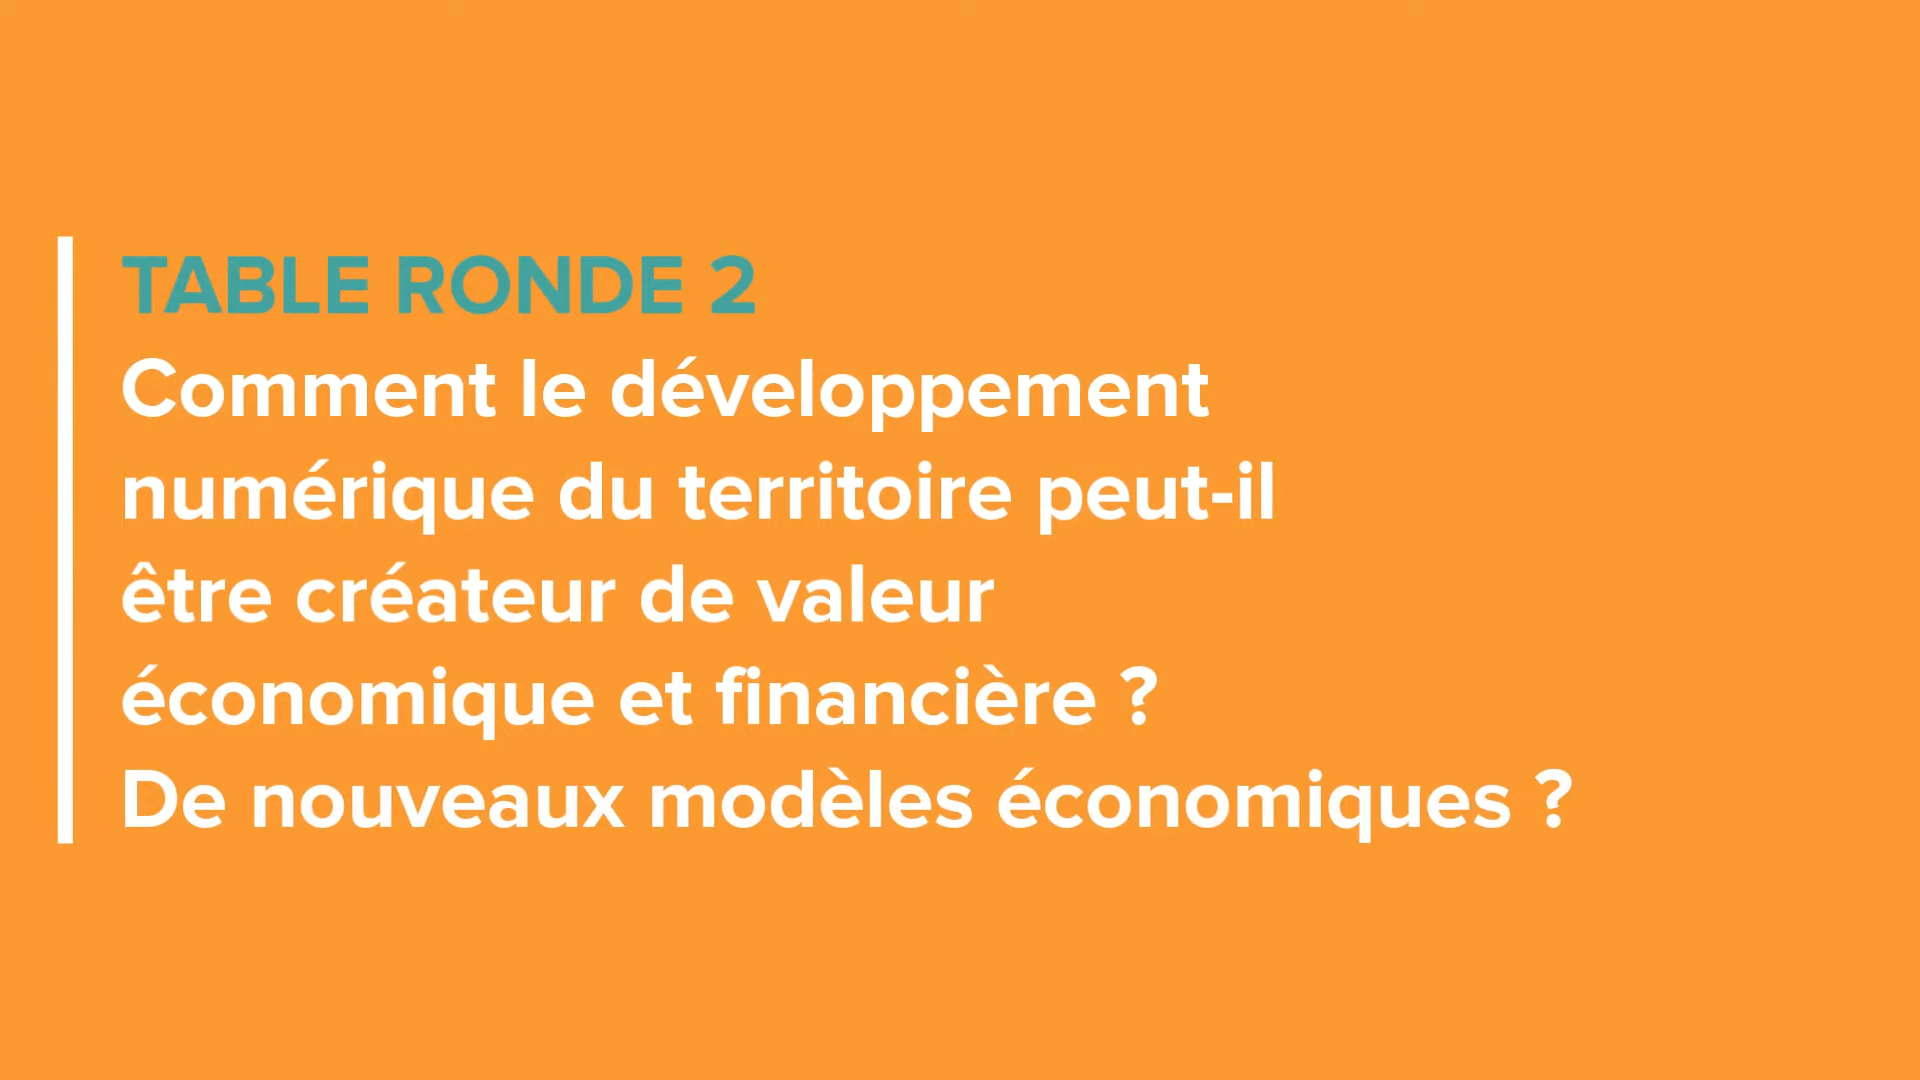 TABLE RONDE 2
Comment le développement
numérique du territoire peut-il
être créateur de valeur
économique et financière ?
De nouveaux modèles économiques ?